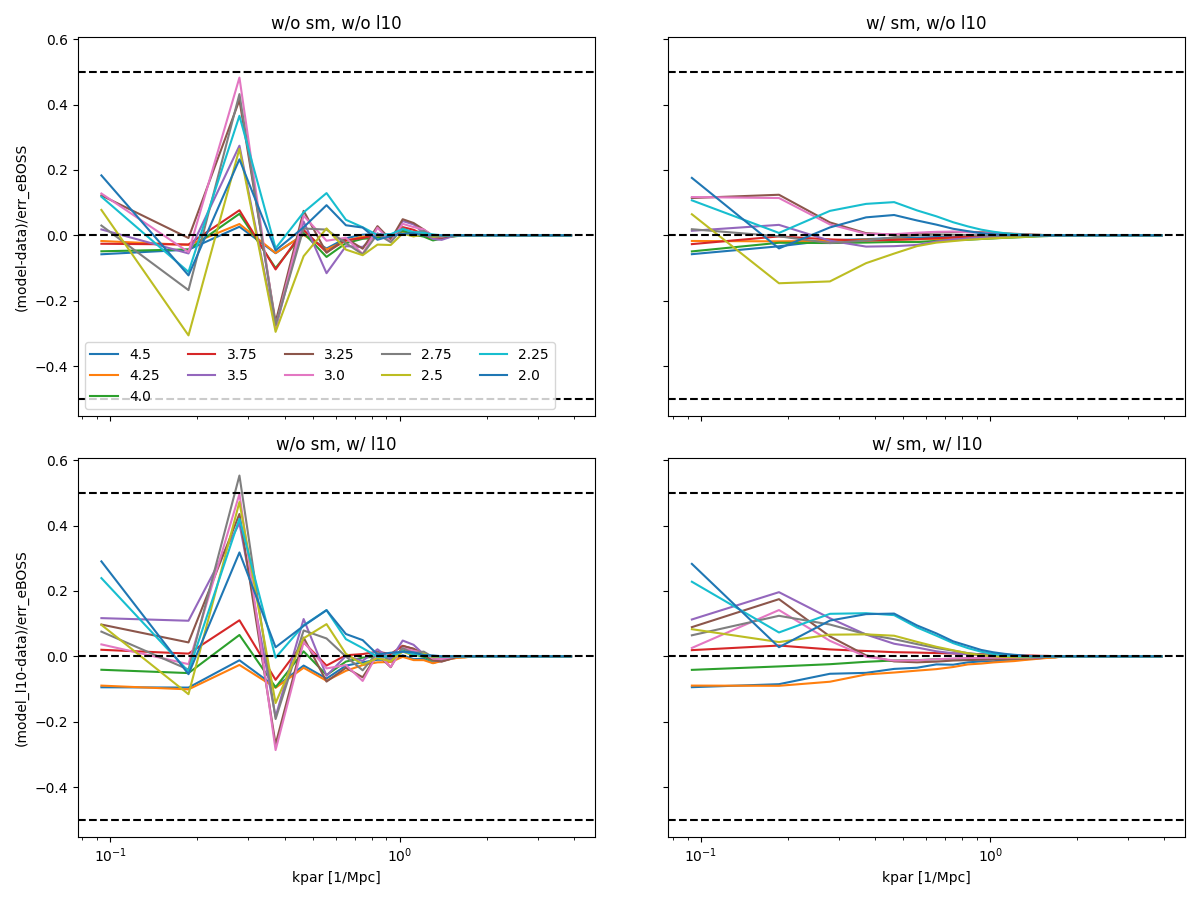 w/o sm, w/o l10
w/ sm, w/o l10
(model-data)/err_eBOSS
0.6
0.4
0.2
0.0
−0.2
−0.4
4.5 3.75 3.25 2.75 2.25
4.25 3.5 3.0 2.5 2.0
4.0
w/o sm, w/ l10
w/ sm, w/ l10
(model_l10-data)/err_eBOSS
0.6
0.4
0.2
0.0
−0.2
−0.4
10⁻¹ 10⁰
kpar [1/Mpc]
10⁻¹ 10⁰
kpar [1/Mpc]